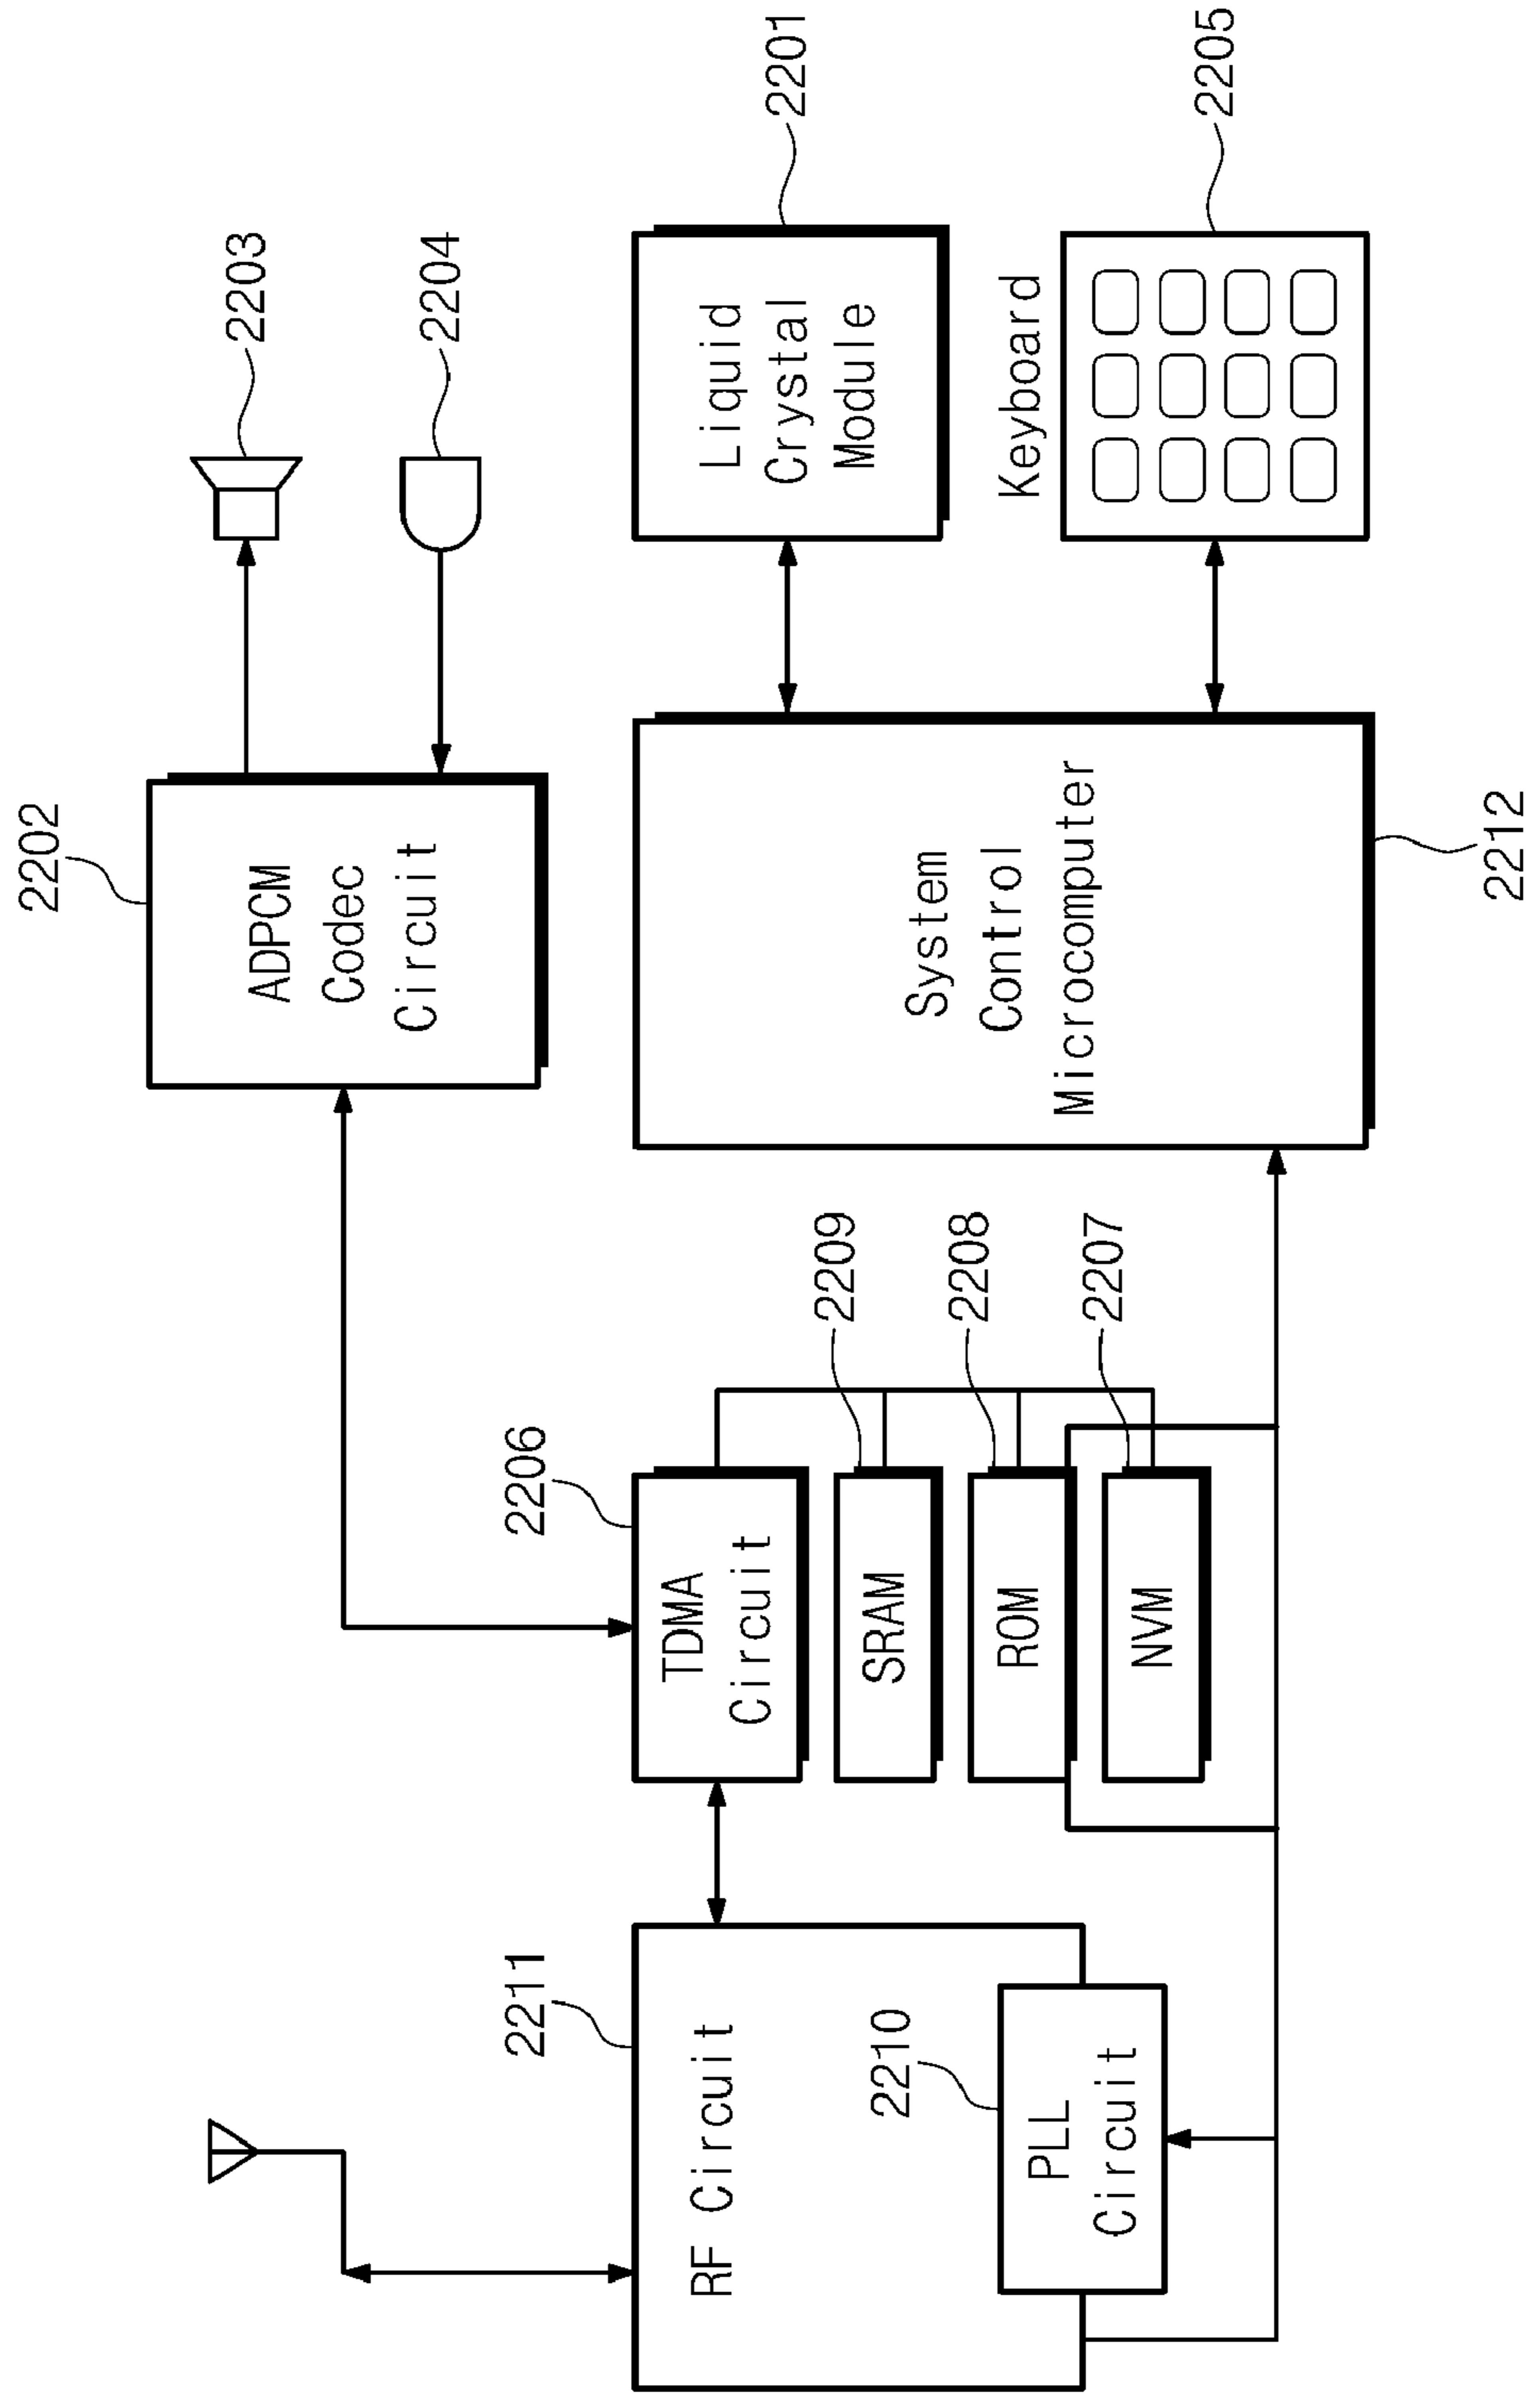 2202
ADPCM
Codec
Circuit
2203
2204
2211
RF Circuit
2210
PLL
Circuit
2206
TDMA
Circuit
2209
SRAM
2208
ROM
2207
NVM
System
Control
Microcomputer
2212
Liquid
Crystal
Module
2201
Keyboard
2205